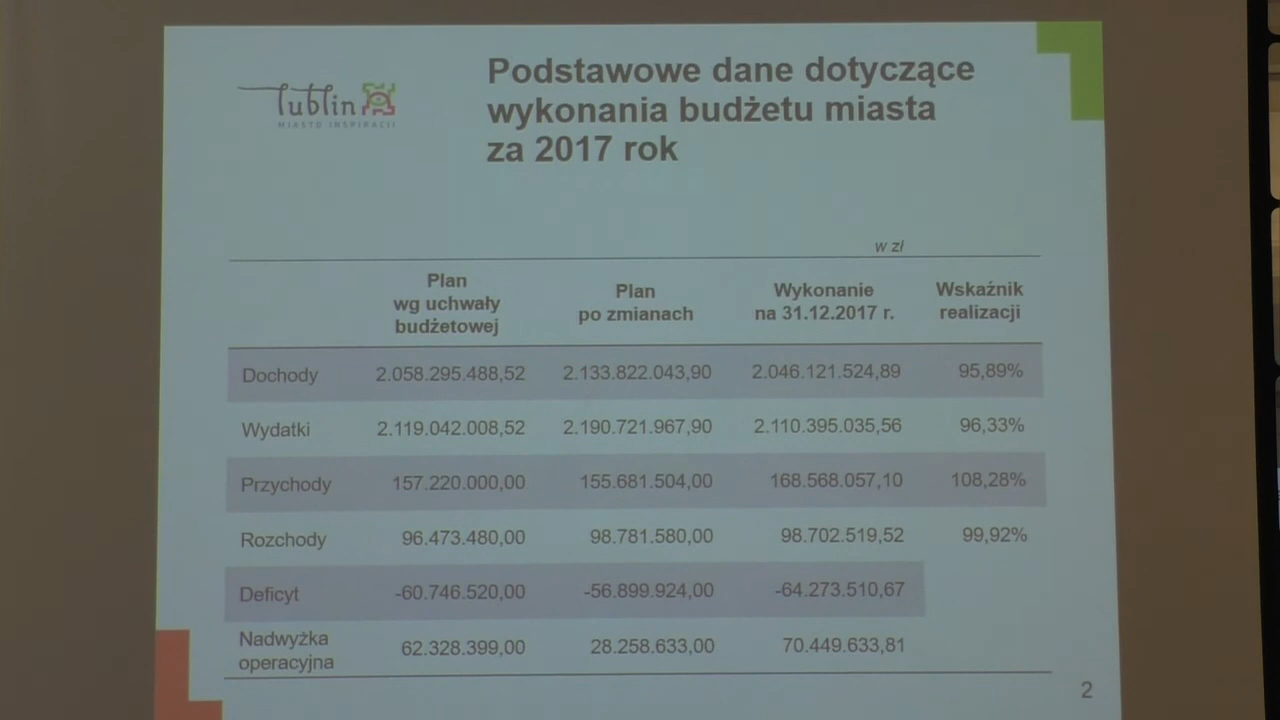 lublin
MIASTO INSPIRACJI
Podstawowe dane dotyczące
wykonania budżetu miasta
za 2017 rok
w zł
Plan
wg uchwały
budżetowej
Plan
po zmianach
Wykonanie
na 31.12.2017 r.
Wskaźnik
realizacji
Dochody 2.058.295.488,52 2.133.822.043,90 2.046.121.524,89 95,89%
Wydatki 2.119.042.008,52 2.190.721.967,90 2.110.395.035,56 96,33%
Przychody 157.220.000,00 155.681.504,00 168.568.057,10 108,28%
Rozchody 96.473.480,00 98.781.580,00 98.702.519,52 99,92%
Deficyt -60.746.520,00 -56.899.924,00 -64.273.510,67
Nadwyżka
operacyjna 62.328.399,00 28.258.633,00 70.449.633,81
2